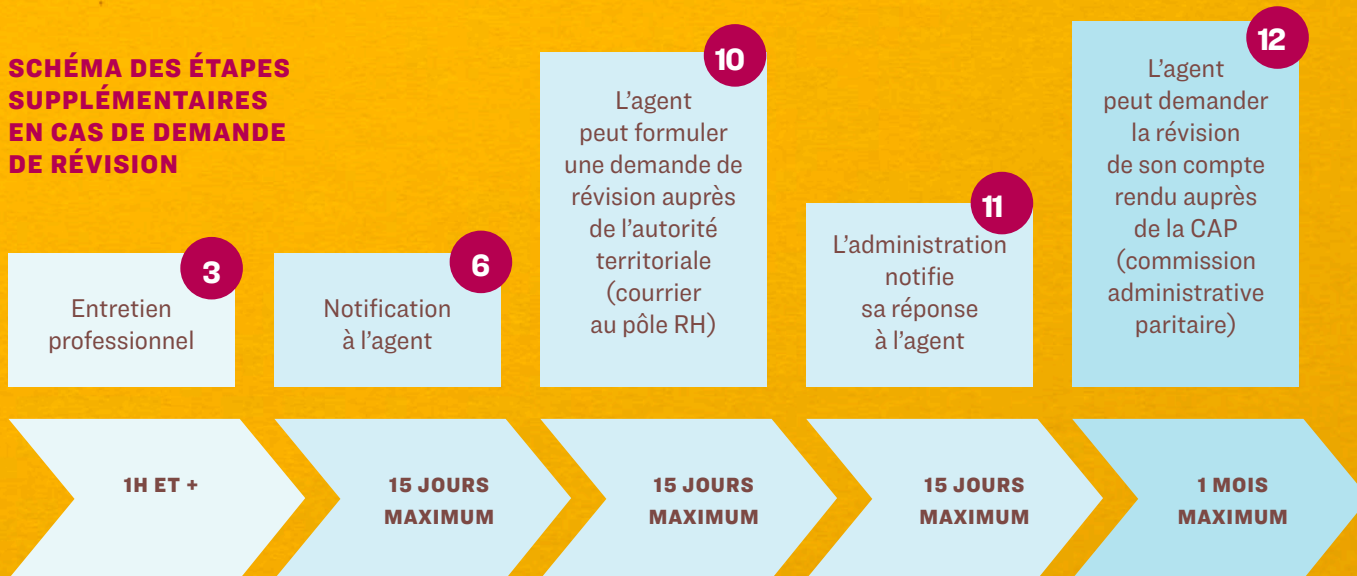 SCHÉMA DES ÉTAPES
SUPPLÉMENTAIRES
EN CAS DE DEMANDE
DE RÉVISION
3
Entretien
professionnel
6
Notification
à l’agent
10
L’agent
peut formuler
une demande de
révision auprès
de l’autorité
territoriale
(courrier
au pôle RH)
11
L’administration
notifie
sa réponse
à l’agent
12
L’agent
peut demander
la révision
de son compte
rendu auprès
de la CAP
(commission
administrative
paritaire)
1H ET +
15 JOURS
MAXIMUM
15 JOURS
MAXIMUM
15 JOURS
MAXIMUM
1 MOIS
MAXIMUM